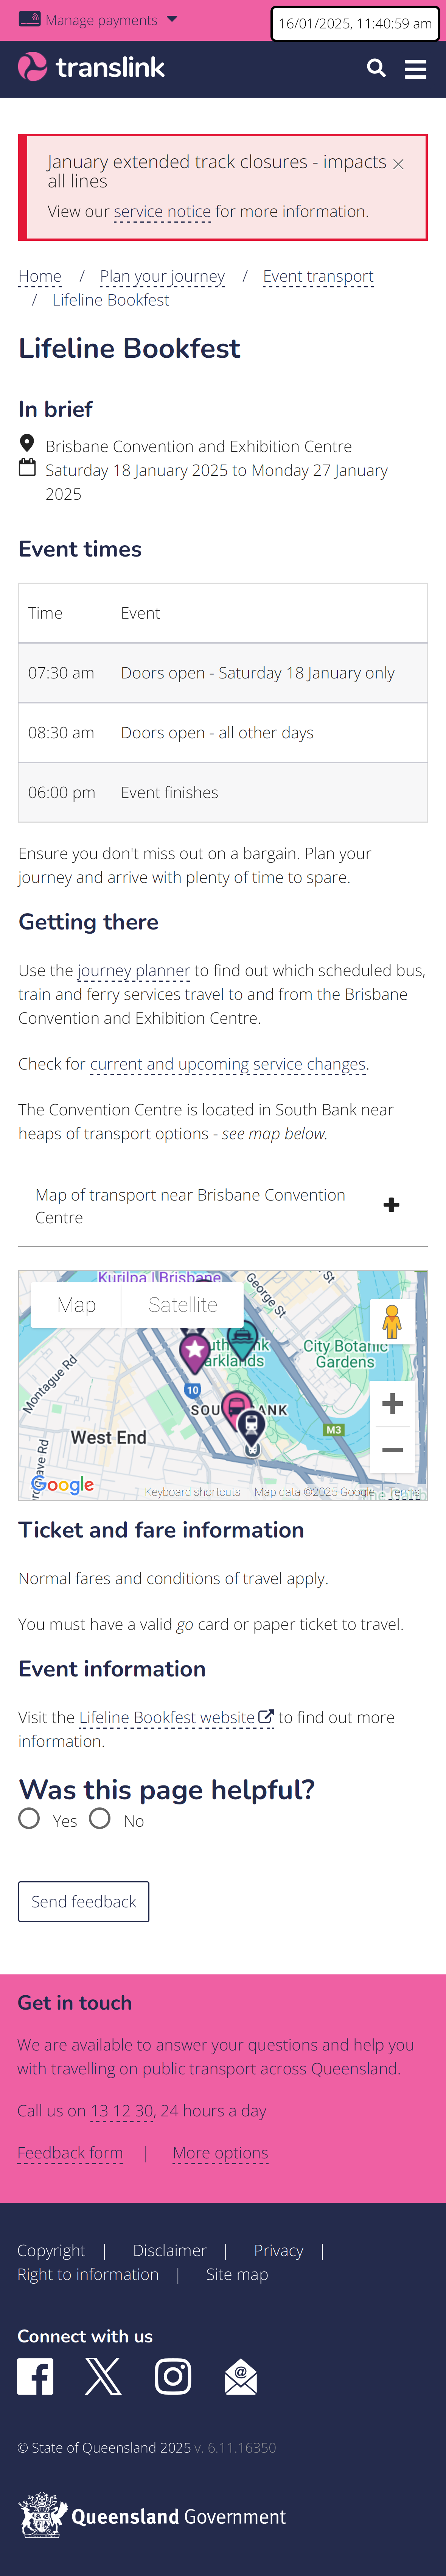 Manage payments
16/01/2025, 11:40:59 am
translink
January extended track closures - impacts
all lines
View our service notice for more information.
Home / Plan your journey / Event transport
/ Lifeline Bookfest
Lifeline Bookfest
In brief
Brisbane Convention and Exhibition Centre
Saturday 18 January 2025 to Monday 27 January
2025
Event times
Time Event
07:30 am Doors open - Saturday 18 January only
08:30 am Doors open - all other days
06:00 pm Event finishes
Ensure you don't miss out on a bargain. Plan your
journey and arrive with plenty of time to spare.
Getting there
Use the journey planner to find out which scheduled bus,
train and ferry services travel to and from the Brisbane
Convention and Exhibition Centre.
Check for current and upcoming service changes.
The Convention Centre is located in South Bank near
heaps of transport options - see map below.
Map of transport near Brisbane Convention
Centre
Kurilpa | Brisbane
George St
Map Satellite
City Botanic
Gardens
Montague Rd
10
M3
West End
Google
Keyboard shortcuts Map data ©2025 Google Terms
Ticket and fare information
Normal fares and conditions of travel apply.
You must have a valid go card or paper ticket to travel.
Event information
Visit the Lifeline Bookfest website to find out more
information.
Was this page helpful?
Yes No
Send feedback
Get in touch
We are available to answer your questions and help you
with travelling on public transport across Queensland.
Call us on 13 12 30, 24 hours a day
Feedback form | More options
Copyright | Disclaimer | Privacy |
Right to information | Site map
Connect with us
© State of Queensland 2025 v. 6.11.16350
Queensland Government